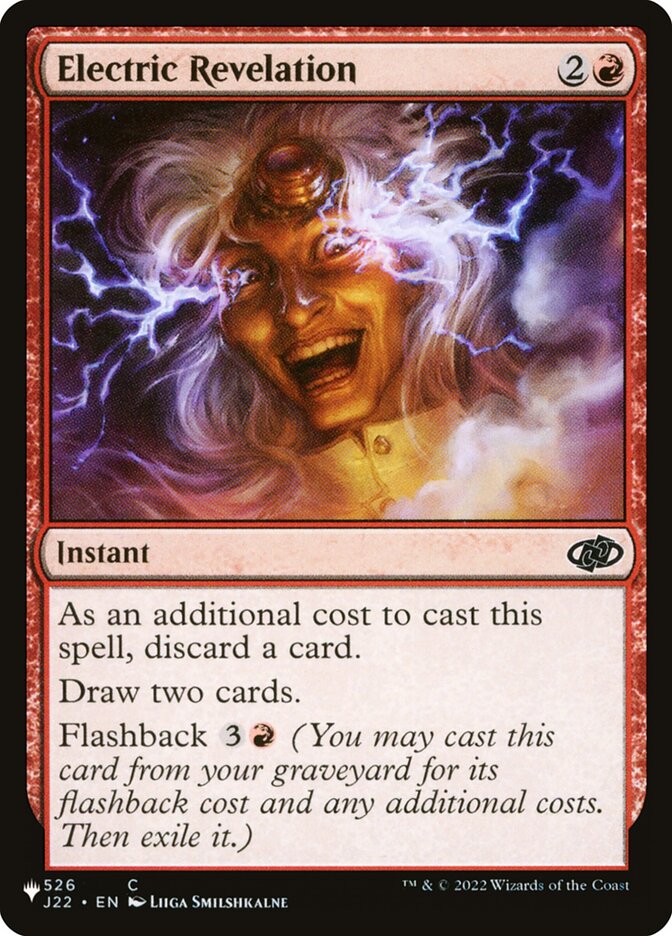 Electric Revelation 2
Instant
As an additional cost to cast this
spell, discard a card.
Draw two cards.
Flashback 3 (You may cast this
card from your graveyard for its
flashback cost and any additional costs.
Then exile it.)
526 C
J22 • EN Liiga Smilshkalne
™ & © 2022 Wizards of the Coast